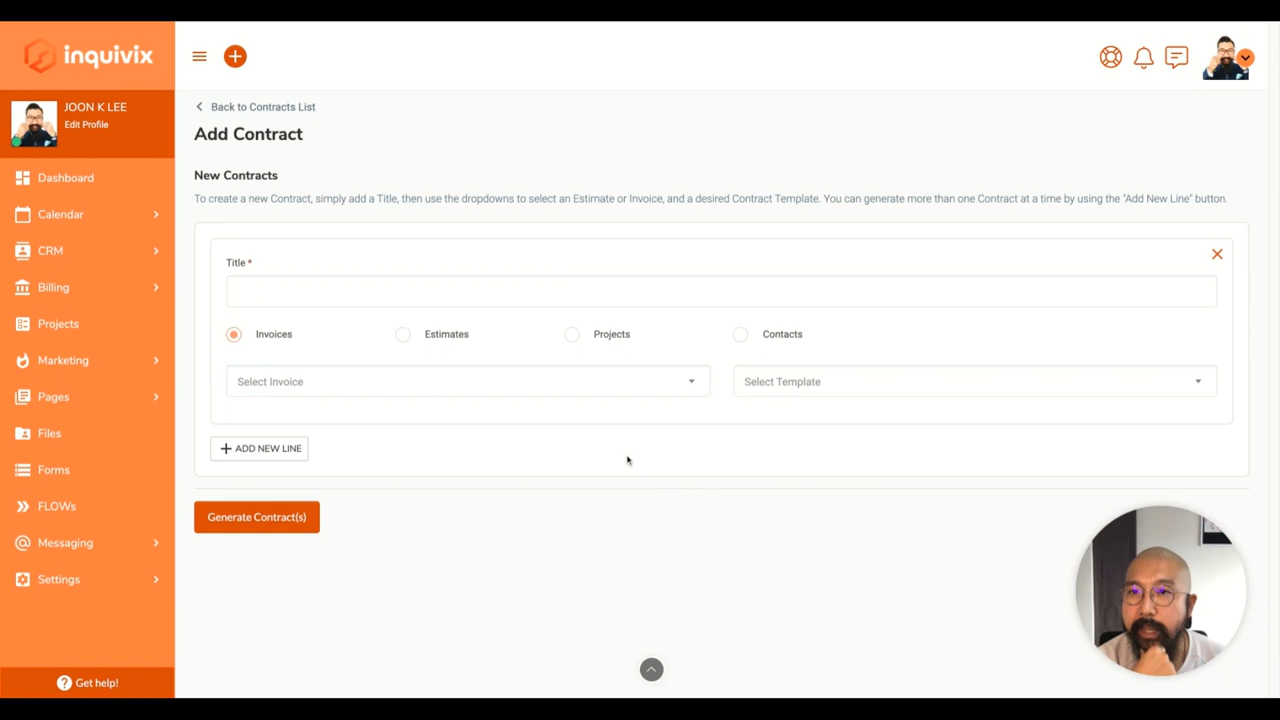 inquivix
JOON K LEE
Edit Profile
Dashboard
Calendar
CRM
Billing
Projects
Marketing
Pages
Files
Forms
FLOWs
Messaging
Settings
Get help!
Back to Contracts List
Add Contract
New Contracts
To create a new Contract, simply add a Title, then use the dropdowns to select an Estimate or Invoice, and a desired Contract Template. You can generate more than one Contract at a time by using the "Add New Line" button.
Title *
Invoices Estimates Projects Contacts
Select Invoice Select Template
ADD NEW LINE
Generate Contract(s)